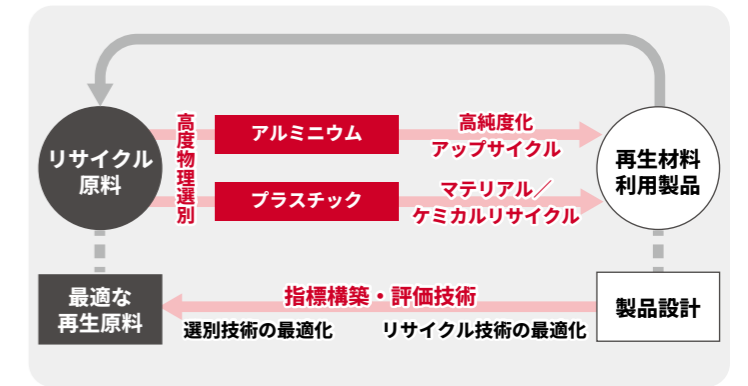 リサイクル
原料
高度物理選別
アルミニウム
高純度化
アップサイクル
プラスチック
マテリアル／
ケミカルリサイクル
再生材料
利用製品
最適な
再生原料
指標構築・評価技術
選別技術の最適化
リサイクル技術の最適化
製品設計